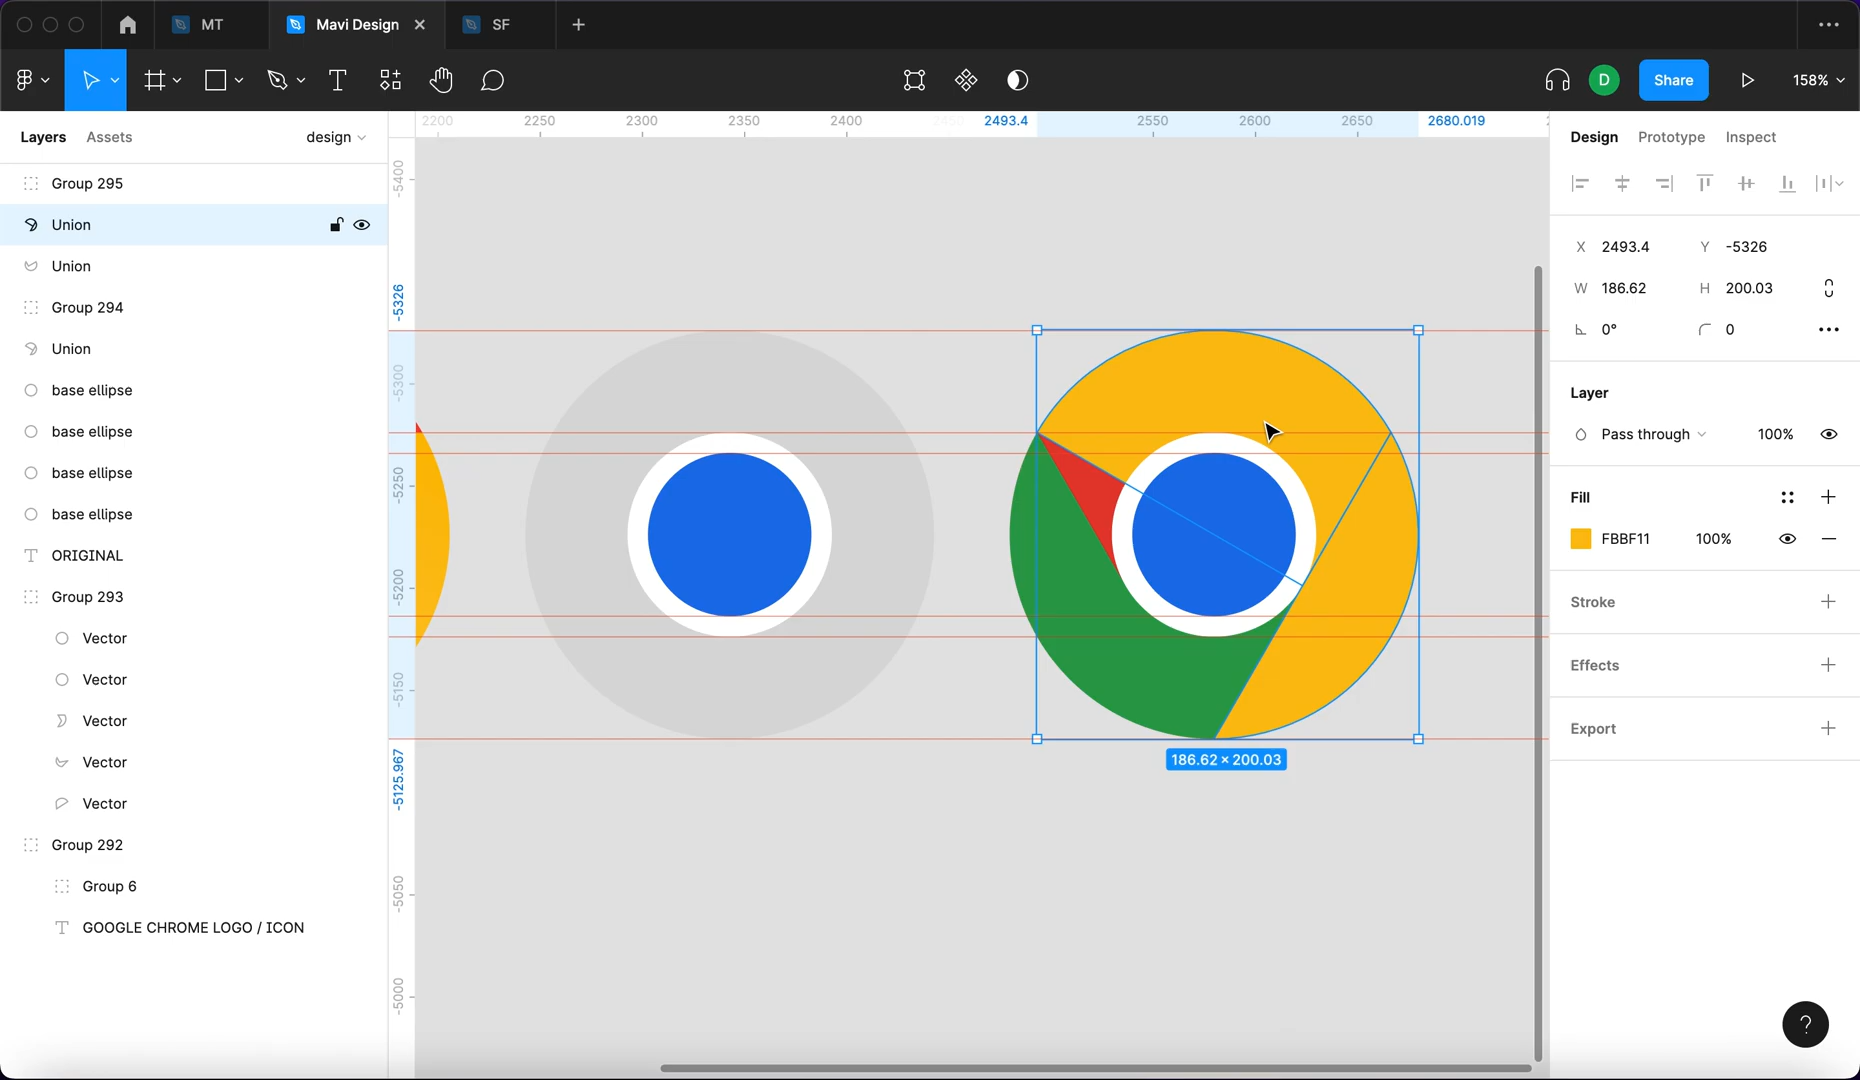 MT
Mavi Design
SF
Share
158%
Layers
Assets
design
Group 295
Union
Union
Group 294
Union
base ellipse
base ellipse
base ellipse
base ellipse
ORIGINAL
Group 293
Vector
Vector
Vector
Vector
Vector
Group 292
Group 6
GOOGLE CHROME LOGO / ICON
2200
2250
2300
2350
2400
2450
2493.4
2550
2600
2650
2680.019
-5400
-5326
-5300
-5250
-5200
-5150
-5125.967
-5050
-5000
186.62 × 200.03
D
Design
Prototype
Inspect
X 2493.4 Y -5326
W 186.62 H 200.03
0° 0
Layer
Pass through 100%
Fill
FBBF11 100%
Stroke
Effects
Export
?